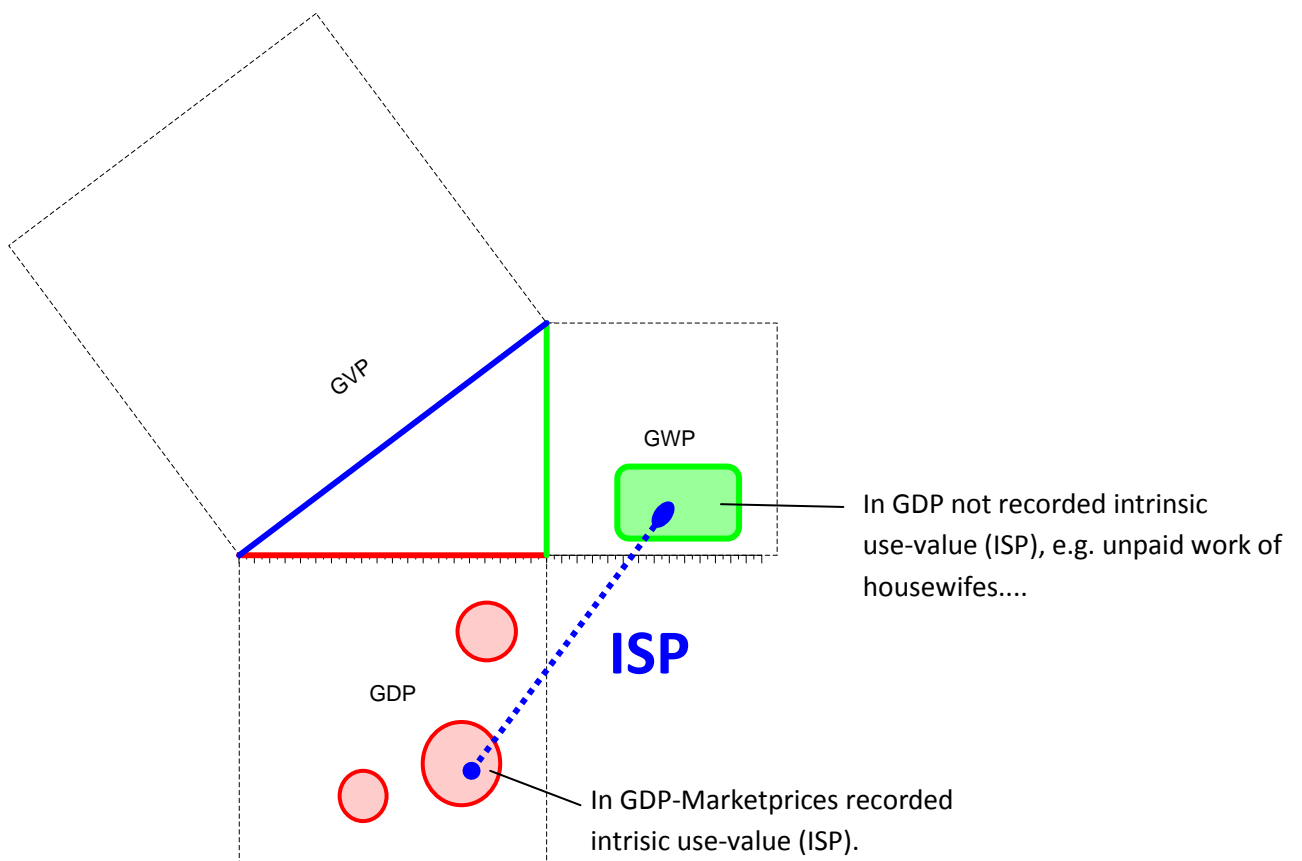 GVP
GWP
In GDP not recorded intrinsic
use-value (ISP), e.g. unpaid work of
housewifes....
ISP
GDP
In GDP-Marketprices recorded
intrisic use-value (ISP).